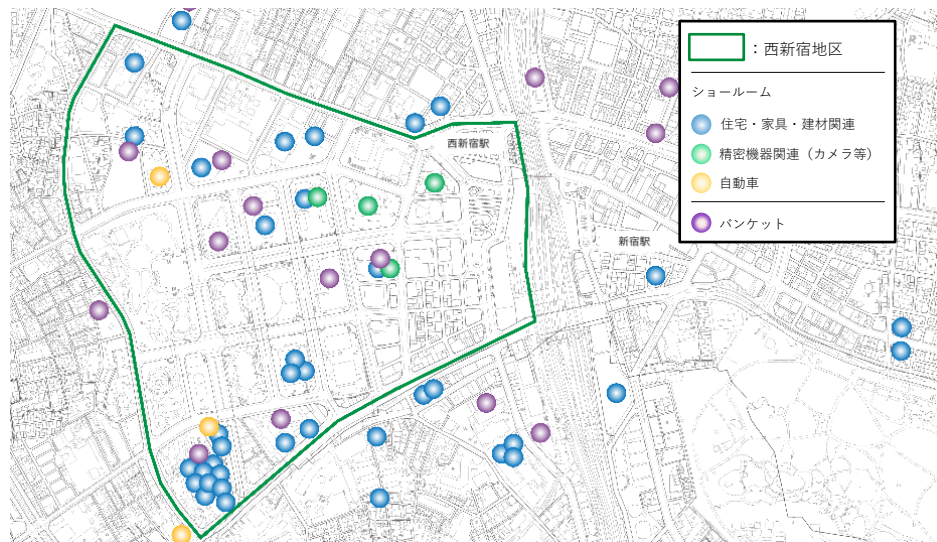 ：西新宿地区
ショールーム
住宅・家具・建材関連
精密機器関連（カメラ等）
自動車
バンケット
西新宿駅
新宿駅